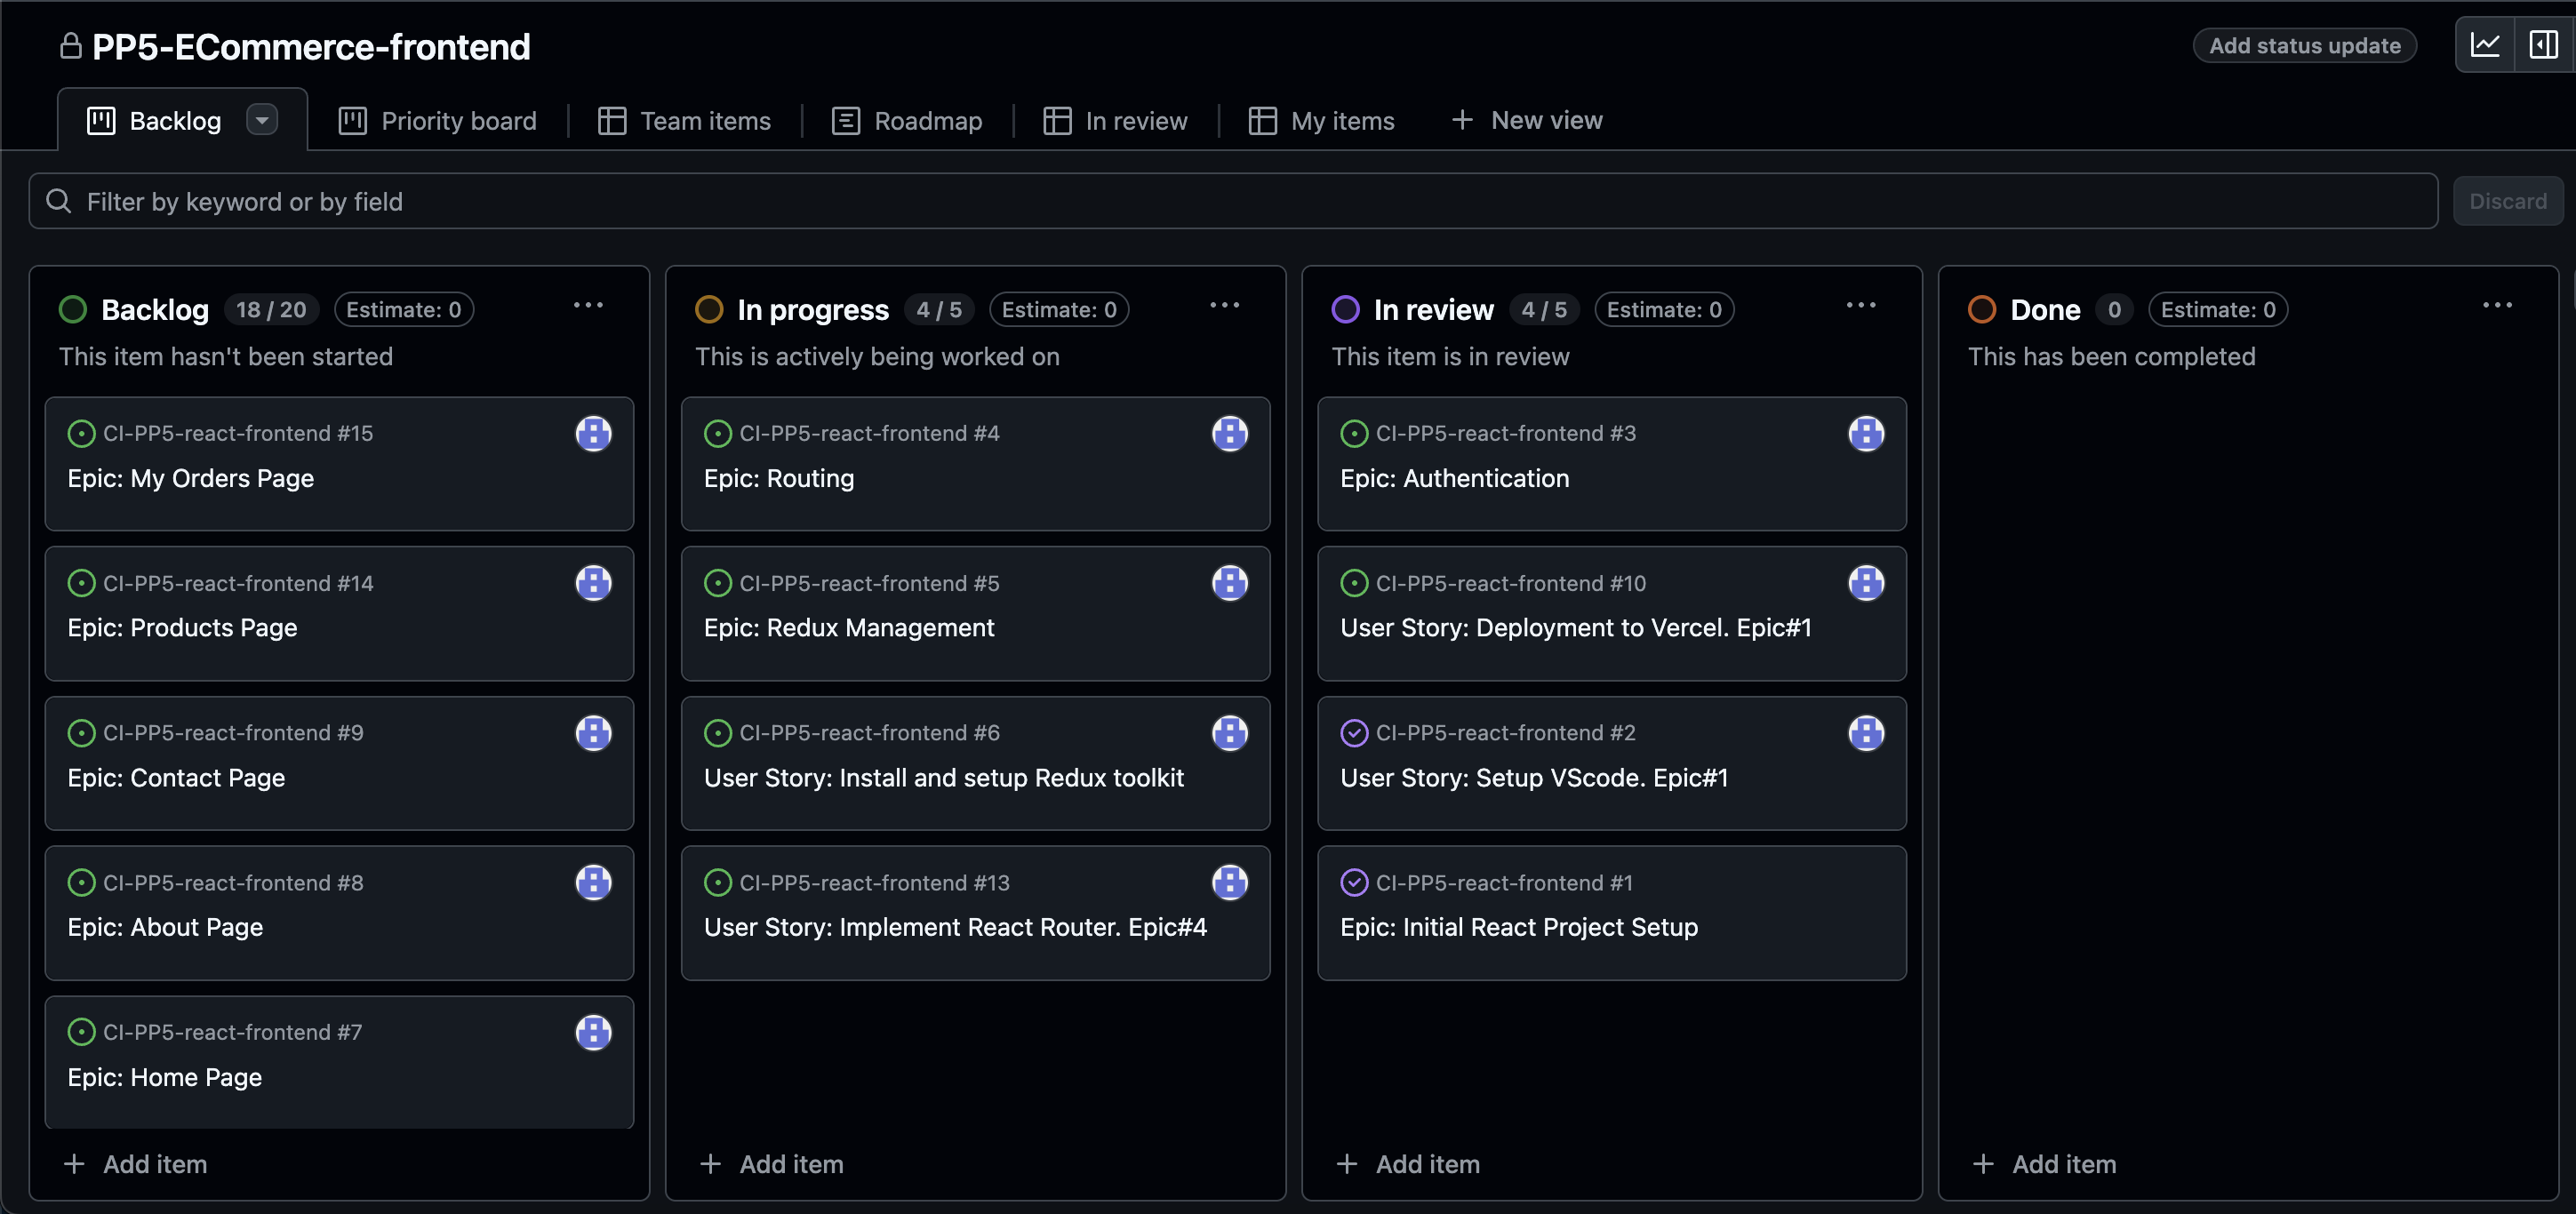 PP5-ECommerce-frontend
Add status update
Backlog
Priority board
Team items
Roadmap
In review
My items
New view
Filter by keyword or by field
Discard
Backlog 18 / 20 Estimate: 0
This item hasn't been started
CI-PP5-react-frontend #15
Epic: My Orders Page
CI-PP5-react-frontend #14
Epic: Products Page
CI-PP5-react-frontend #9
Epic: Contact Page
CI-PP5-react-frontend #8
Epic: About Page
CI-PP5-react-frontend #7
Epic: Home Page
Add item
In progress 4 / 5 Estimate: 0
This is actively being worked on
CI-PP5-react-frontend #4
Epic: Routing
CI-PP5-react-frontend #5
Epic: Redux Management
CI-PP5-react-frontend #6
User Story: Install and setup Redux toolkit
CI-PP5-react-frontend #13
User Story: Implement React Router. Epic#4
Add item
In review 4 / 5 Estimate: 0
This item is in review
CI-PP5-react-frontend #3
Epic: Authentication
CI-PP5-react-frontend #10
User Story: Deployment to Vercel. Epic#1
CI-PP5-react-frontend #2
User Story: Setup VScode. Epic#1
CI-PP5-react-frontend #1
Epic: Initial React Project Setup
Add item
Done 0 Estimate: 0
This has been completed
Add item